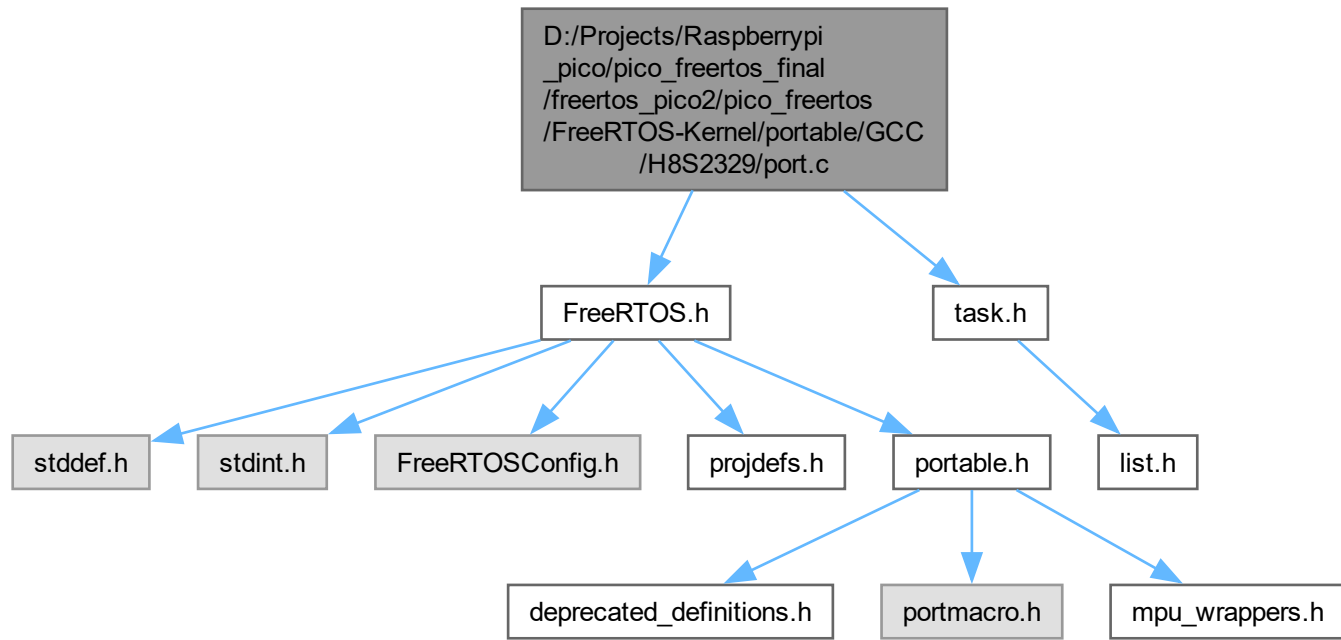 D:/Projects/Raspberrypi
_pico/pico_freertos_final
/freertos_pico2/pico_freertos
/FreeRTOS-Kernel/portable/GCC
/H8S2329/port.c
FreeRTOS.h
task.h
stddef.h
stdint.h
FreeRTOSConfig.h
projdefs.h
portable.h
list.h
deprecated_definitions.h
portmacro.h
mpu_wrappers.h